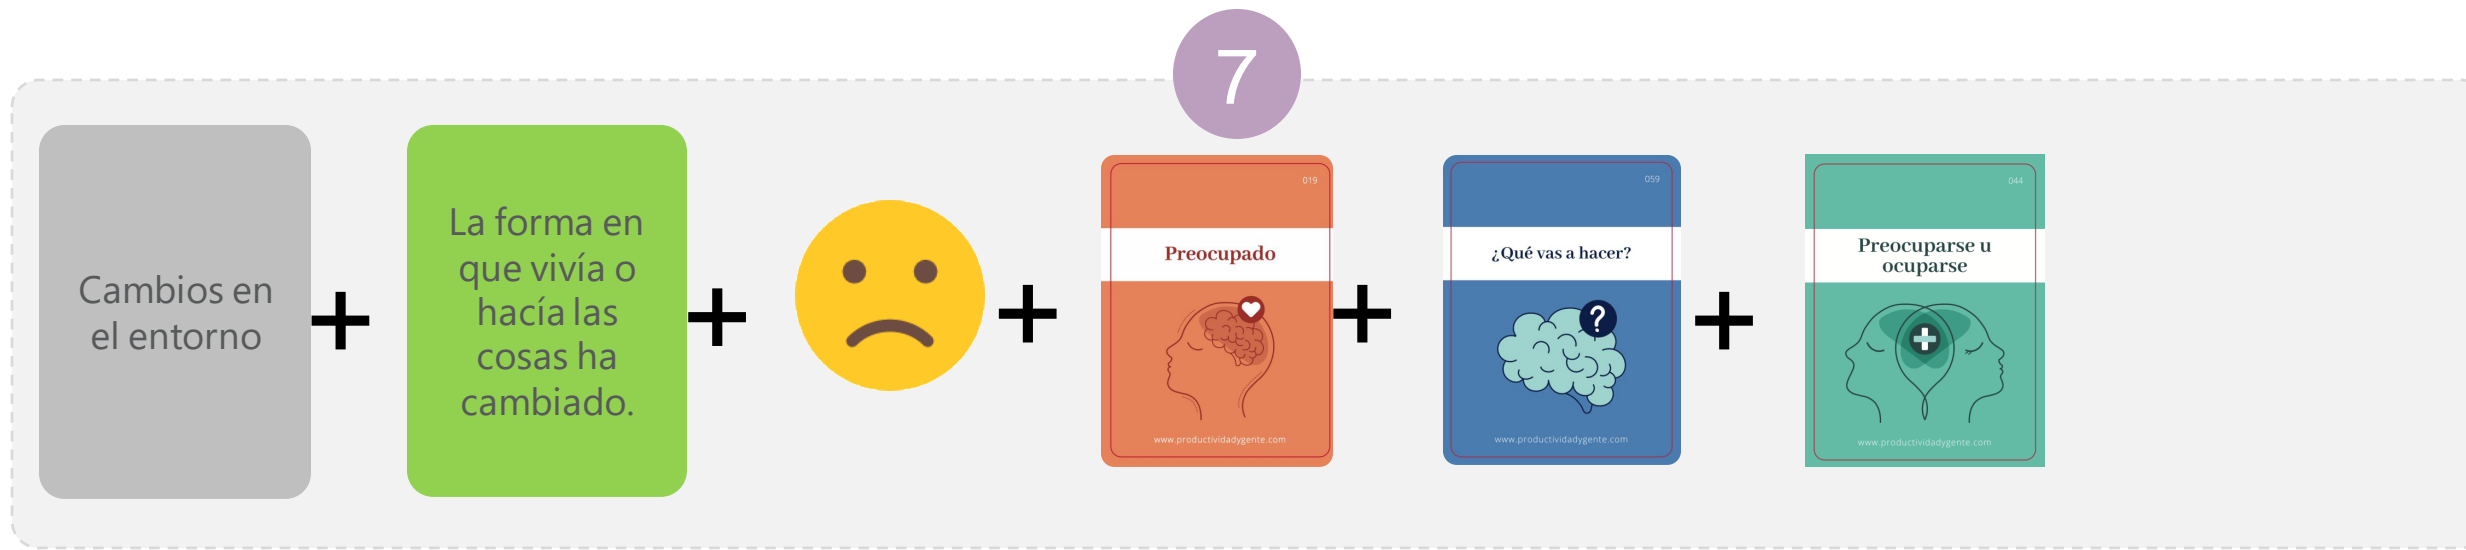 7
Cambios en
el entorno
La forma en
que vivía o
hacía las
cosas ha
cambiado.
019
Preocupado
www.productividadygente.com
059
¿Qué vas a hacer?
?
www.productividadygente.com
044
Preocuparse u
ocuparse
www.productividadygente.com